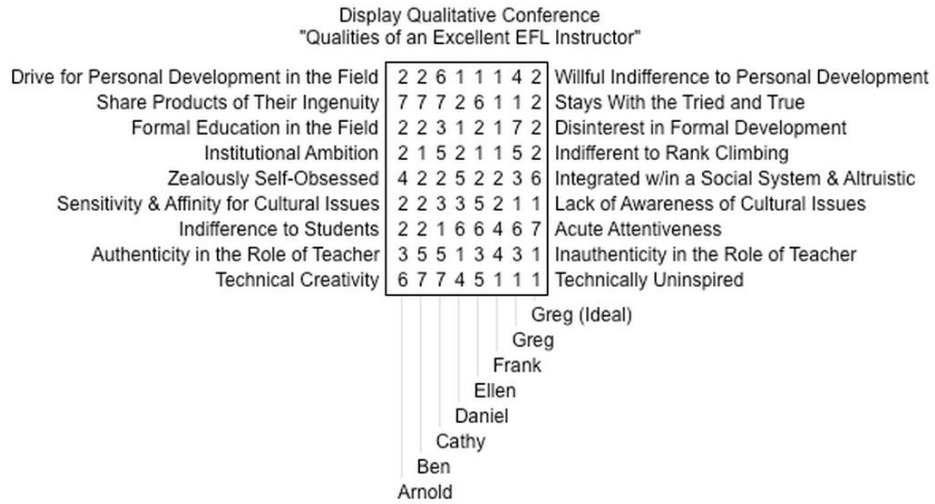 Display Qualitative Conference
"Qualities of an Excellent EFL Instructor"
Drive for Personal Development in the Field 2 2 6 1 1 1 4 2 Willful Indifference to Personal Development
Share Products of Their Ingenuity 7 7 7 2 6 1 1 2 Stays With the Tried and True
Formal Education in the Field 2 2 3 1 2 1 7 2 Disinterest in Formal Development
Institutional Ambition 2 1 5 2 1 1 5 2 Indifferent to Rank Climbing
Zealously Self-Obsessed 4 2 2 5 2 2 3 6 Integrated w/in a Social System & Altruistic
Sensitivity & Affinity for Cultural Issues 2 2 3 3 5 2 1 1 Lack of Awareness of Cultural Issues
Indifference to Students 2 2 1 6 6 4 6 7 Acute Attentiveness
Authenticity in the Role of Teacher 3 5 5 1 3 4 3 1 Inauthenticity in the Role of Teacher
Technical Creativity 6 7 7 4 5 1 1 1 Technically Uninspired
Greg (Ideal)
Greg
Frank
Ellen
Daniel
Cathy
Ben
Arnold